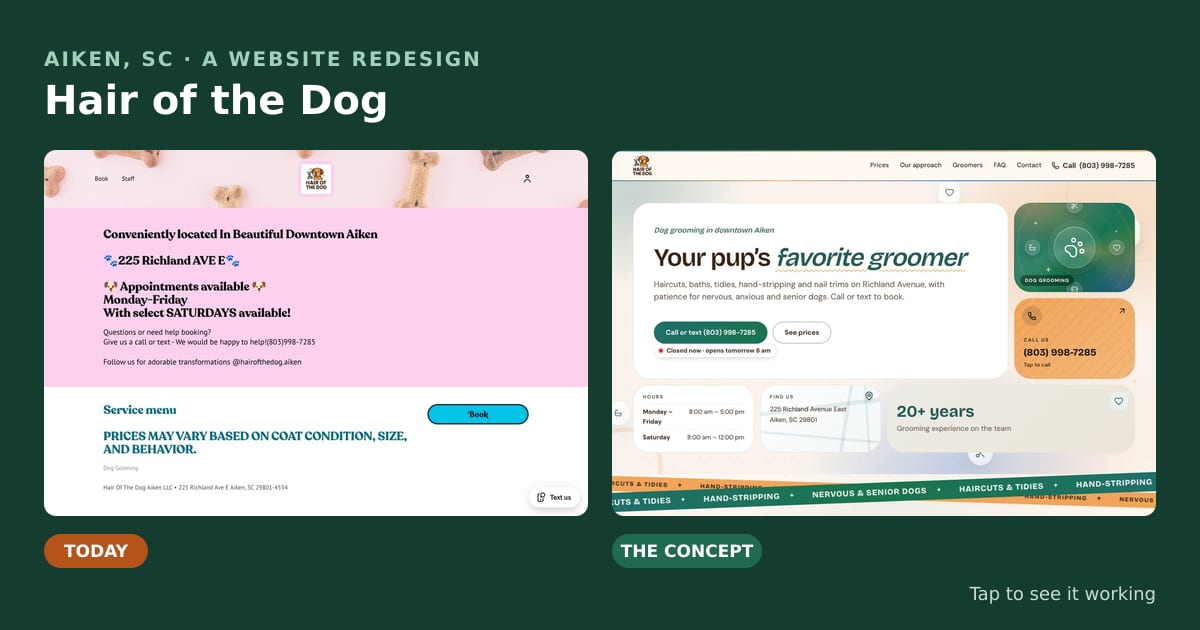 AIKEN, SC · A WEBSITE REDESIGN
Hair of the Dog
Book
Staff
HAIR OF
THE DOG
Conveniently located In Beautiful Downtown Aiken
🐾225 Richland AVE E🐾
🐶 Appointments available 🐶
Monday-Friday
With select SATURDAYS available!
Questions or need help booking?
Give us a call or text - We would be happy to help!(803)998-7285
Follow us for adorable transformations @hairofthedog.aiken
Service menu
Book
PRICES MAY VARY BASED ON COAT CONDITION, SIZE,
AND BEHAVIOR.
Dog Grooming
Hair Of The Dog Aiken LLC • 225 Richland Ave E Aiken, SC 29801-4554
Text us
TODAY
HAIR OF
THE DOG
Prices
Our approach
Groomers
FAQ
Contact
Call (803) 998-7285
Dog grooming in downtown Aiken
Your pup's favorite groomer
Haircuts, baths, tidies, hand-stripping and nail trims on Richland Avenue, with
patience for nervous, anxious and senior dogs. Call or text to book.
Call or text (803) 998-7285
See prices
Closed now · opens tomorrow 8 am
DOG GROOMING
CALL US
(803) 998-7285
Tap to call
HOURS
Monday – Friday 8:00 am – 5:00 pm
Saturday 8:00 am – 12:00 pm
FIND US
225 Richland Avenue East
Aiken, SC 29801
20+ years
Grooming experience on the team
CUTS & TIDIES HAND-STRIPPING
UTS & TIDIES HAND-STRIPPING NERVOUS & SENIOR DOGS HAIRCUTS & TIDIES HAND-STRIPPING
HAND-STRIPPING NERVOUS
THE CONCEPT
Tap to see it working